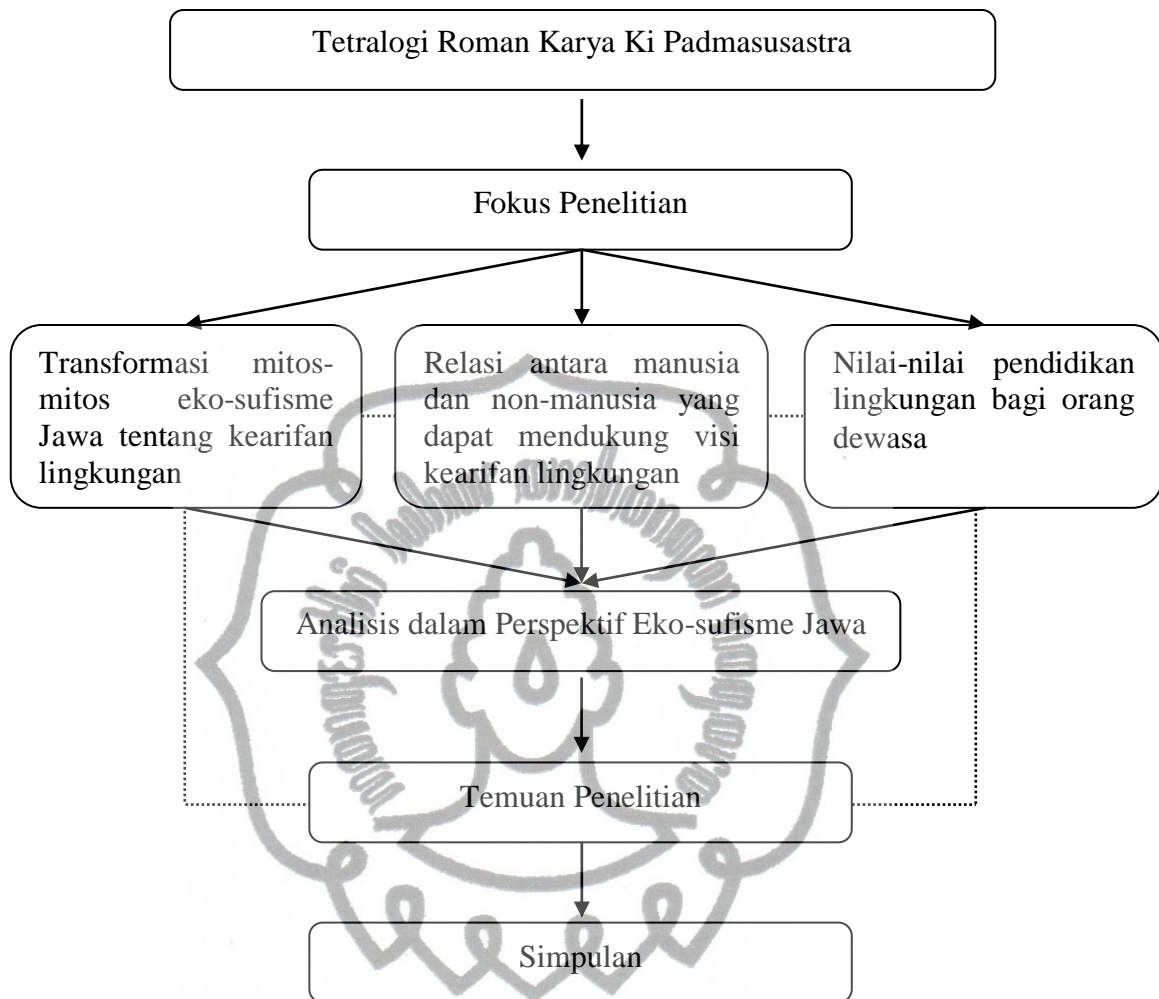 Tetralogi Roman Karya Ki Padmasusastra
Fokus Penelitian
Transformasi mitos-
mitos eko-sufisme
Jawa tentang kearifan
lingkungan
Relasi antara manusia
dan non-manusia yang
dapat mendukung visi
kearifan lingkungan
Nilai-nilai pendidikan
lingkungan bagi orang
dewasa
Analisis dalam Perspektif Eko-sufisme Jawa
Temuan Penelitian
Simpulan